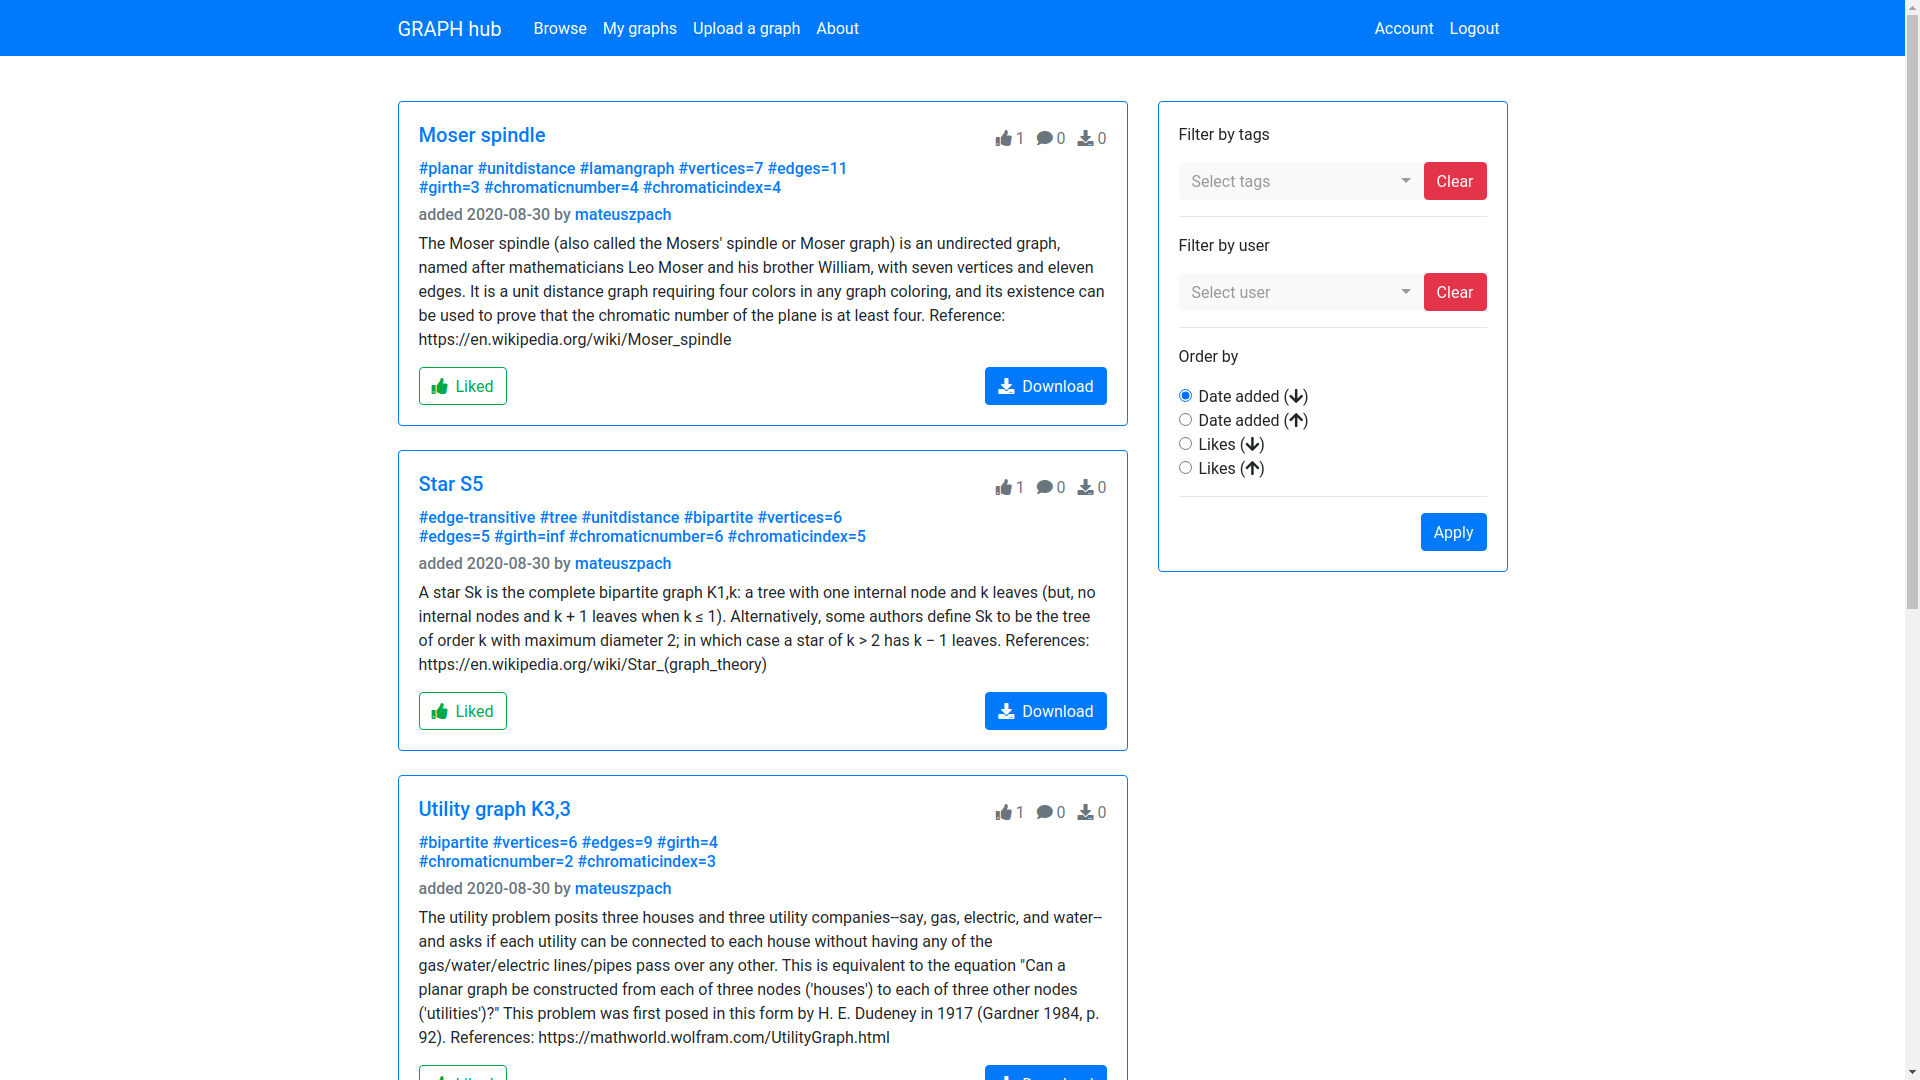 GRAPH hub Browse My graphs Upload a graph About Account Logout
Moser spindle 1 0 0
#planar #unitdistance #lamangraph #vertices=7 #edges=11
#girth=3 #chromaticnumber=4 #chromaticindex=4
added 2020-08-30 by mateuszpach
The Moser spindle (also called the Mosers' spindle or Moser graph) is an undirected graph,
named after mathematicians Leo Moser and his brother William, with seven vertices and eleven
edges. It is a unit distance graph requiring four colors in any graph coloring, and its existence can
be used to prove that the chromatic number of the plane is at least four. Reference:
https://en.wikipedia.org/wiki/Moser_spindle
Liked Download
Star S5 1 0 0
#edge-transitive #tree #unitdistance #bipartite #vertices=6
#edges=5 #girth=inf #chromaticnumber=6 #chromaticindex=5
added 2020-08-30 by mateuszpach
A star Sk is the complete bipartite graph K1,k: a tree with one internal node and k leaves (but, no
internal nodes and k + 1 leaves when k ≤ 1). Alternatively, some authors define Sk to be the tree
of order k with maximum diameter 2; in which case a star of k > 2 has k − 1 leaves. References:
https://en.wikipedia.org/wiki/Star_(graph_theory)
Liked Download
Utility graph K3,3 1 0 0
#bipartite #vertices=6 #edges=9 #girth=4
#chromaticnumber=2 #chromaticindex=3
added 2020-08-30 by mateuszpach
The utility problem posits three houses and three utility companies--say, gas, electric, and water--
and asks if each utility can be connected to each house without having any of the
gas/water/electric lines/pipes pass over any other. This is equivalent to the equation "Can a
planar graph be constructed from each of three nodes ('houses') to each of three other nodes
('utilities')?" This problem was first posed in this form by H. E. Dudeney in 1917 (Gardner 1984, p.
92). References: https://mathworld.wolfram.com/UtilityGraph.html
Filter by tags
Select tags Clear
Filter by user
Select user Clear
Order by
Date added (↓)
Date added (↑)
Likes (↓)
Likes (↑)
Apply